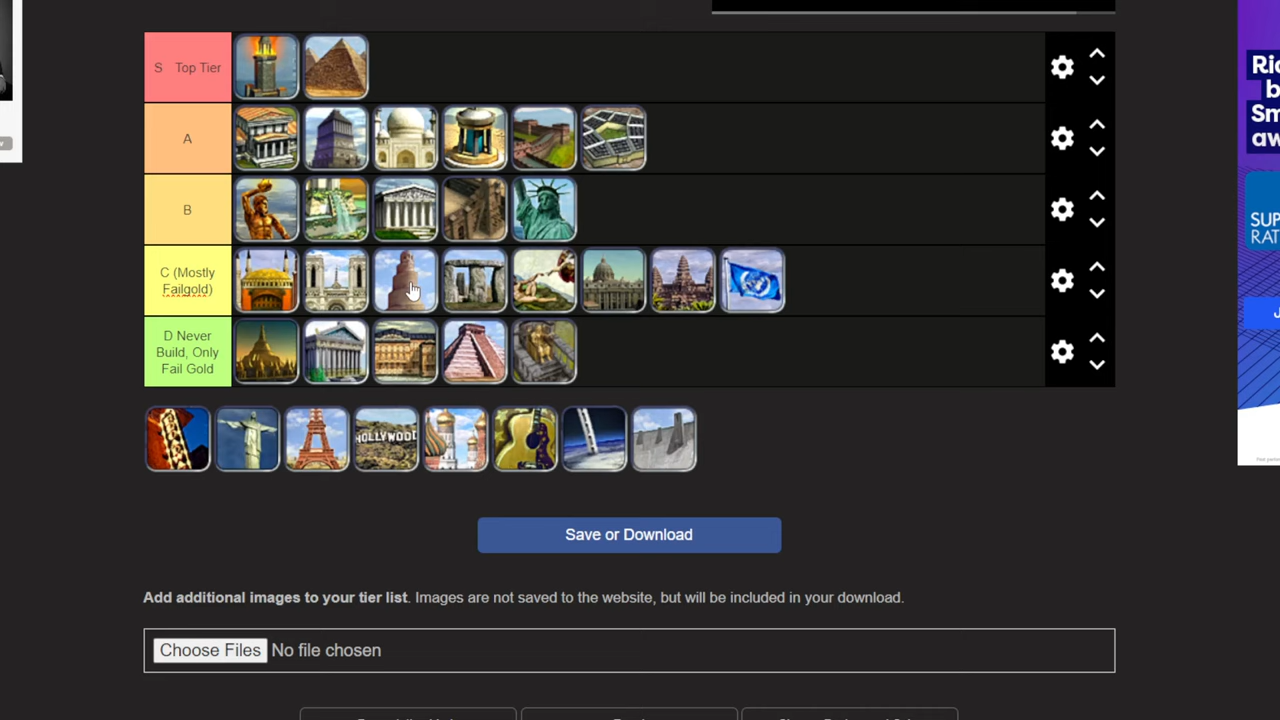 S Top Tier
A
B
C (Mostly
Failgold)
D Never
Build, Only
Fail Gold
HOLLYWOOD
Save or Download
Add additional images to your tier list. Images are not saved to the website, but will be included in your download.
Choose Files No file chosen
SUP
RAT